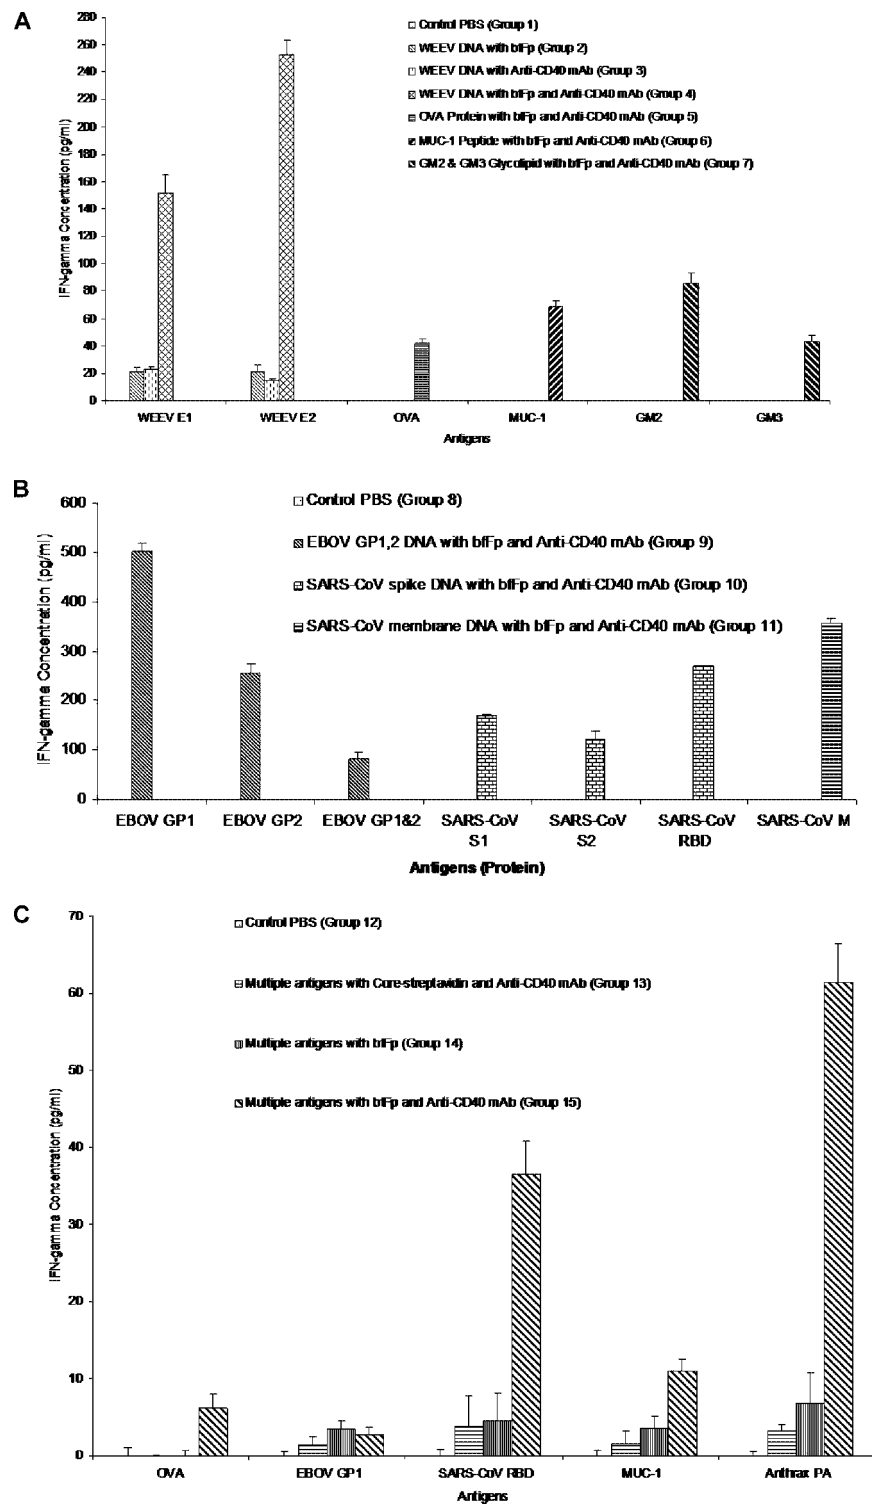 A
IFN-gamma Concentration (pg/ml)
280
260
240
220
200
180
160
140
120
100
80
60
40
20
0
Control PBS (Group 1)
WEEV DNA with bfFp (Group 2)
WEEV DNA with Anti-CD40 mAb (Group 3)
WEEV DNA with bfFp and Anti-CD40 mAb (Group 4)
OVA Protein with bfFp and Anti-CD40 mAb (Group 5)
MUC-1 Peptide with bfFp and Anti-CD40 mAb (Group 6)
GM2 & GM3 Glycolipid with bfFp and Anti-CD40 mAb (Group 7)
WEEV E1 WEEV E2 OVA MUC-1 GM2 GM3
Antigens
B
IFN-gamma Concentration (pg/ml)
600
500
400
300
200
100
0
Control PBS (Group 8)
EBOV GP1,2 DNA with bfFp and Anti-CD40 mAb (Group 9)
SARS-CoV spike DNA with bfFp and Anti-CD40 mAb (Group 10)
SARS-CoV membrane DNA with bfFp and Anti-CD40 mAb (Group 11)
EBOV GP1 EBOV GP2 EBOV GP1&2 SARS-CoV SARS-CoV SARS-CoV SARS-CoV M
S1 S2 RBD
Antigens (Protein)
C
IFN-gamma Concentration (pg/ml)
70
60
50
40
30
20
10
0
Control PBS (Group 12)
Multiple antigens with Core-streptavidin and Anti-CD40 mAb (Group 13)
Multiple antigens with bfFp (Group 14)
Multiple antigens with bfFp and Anti-CD40 mAb (Group 15)
OVA EBOV GP1 SARS-CoV RBD MUC-1 Anthrax PA
Antigens